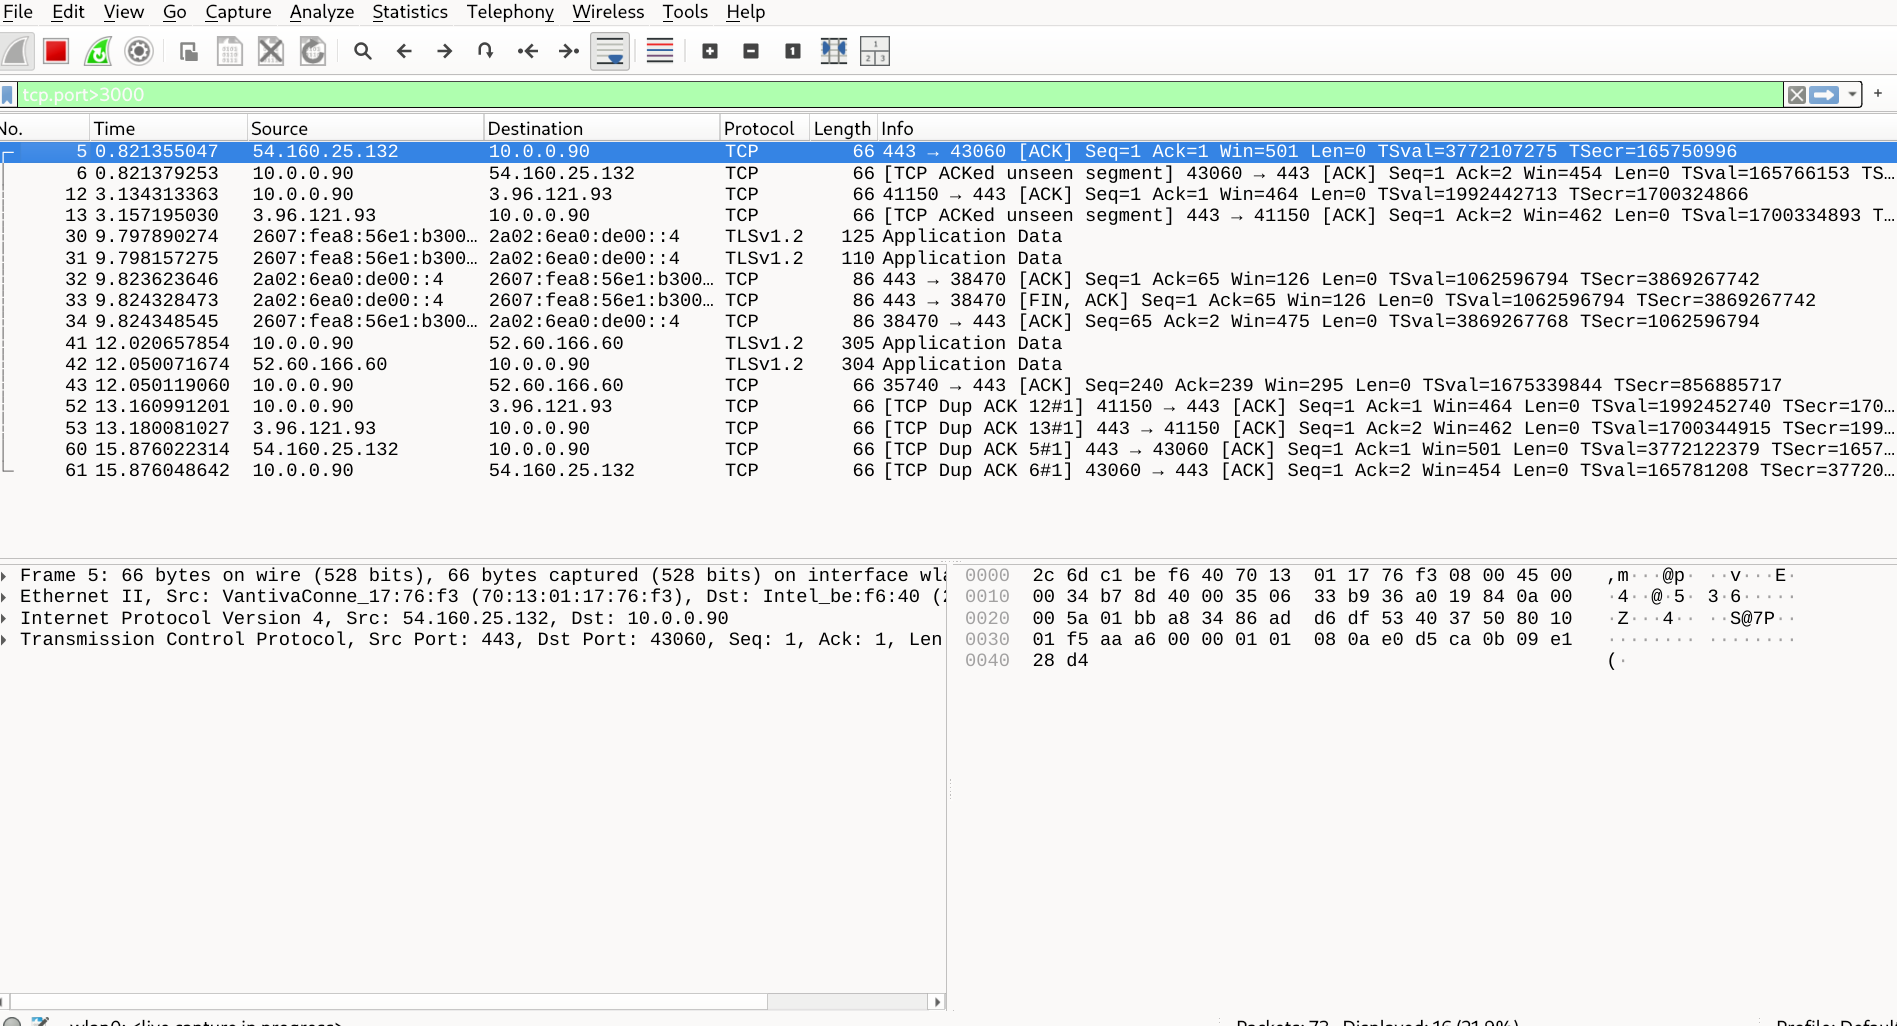 File Edit View Go Capture Analyze Statistics Telephony Wireless Tools Help
tcp.port>3000
No. Time Source Destination Protocol Length Info
5 0.821355047 54.160.25.132 10.0.0.90 TCP 66 443 → 43060 [ACK] Seq=1 Ack=1 Win=501 Len=0 TSval=3772107275 TSecr=165750996
6 0.821379253 10.0.0.90 54.160.25.132 TCP 66 [TCP ACKed unseen segment] 43060 → 443 [ACK] Seq=1 Ack=2 Win=454 Len=0 TSval=165766153 TS…
12 3.134313363 10.0.0.90 3.96.121.93 TCP 66 41150 → 443 [ACK] Seq=1 Ack=1 Win=464 Len=0 TSval=1992442713 TSecr=1700324866
13 3.157195030 3.96.121.93 10.0.0.90 TCP 66 [TCP ACKed unseen segment] 443 → 41150 [ACK] Seq=1 Ack=2 Win=462 Len=0 TSval=1700334893 T…
30 9.797890274 2607:fea8:56e1:b300… 2a02:6ea0:de00::4 TLSv1.2 125 Application Data
31 9.798157275 2607:fea8:56e1:b300… 2a02:6ea0:de00::4 TLSv1.2 110 Application Data
32 9.823623646 2a02:6ea0:de00::4 2607:fea8:56e1:b300… TCP 86 443 → 38470 [ACK] Seq=1 Ack=65 Win=126 Len=0 TSval=1062596794 TSecr=3869267742
33 9.824328473 2a02:6ea0:de00::4 2607:fea8:56e1:b300… TCP 86 443 → 38470 [FIN, ACK] Seq=1 Ack=65 Win=126 Len=0 TSval=1062596794 TSecr=3869267742
34 9.824348545 2607:fea8:56e1:b300… 2a02:6ea0:de00::4 TCP 86 38470 → 443 [ACK] Seq=65 Ack=2 Win=475 Len=0 TSval=3869267768 TSecr=1062596794
41 12.020657854 10.0.0.90 52.60.166.60 TLSv1.2 305 Application Data
42 12.050071674 52.60.166.60 10.0.0.90 TLSv1.2 304 Application Data
43 12.050119060 10.0.0.90 52.60.166.60 TCP 66 35740 → 443 [ACK] Seq=240 Ack=239 Win=295 Len=0 TSval=1675339844 TSecr=856885717
52 13.160991201 10.0.0.90 3.96.121.93 TCP 66 [TCP Dup ACK 12#1] 41150 → 443 [ACK] Seq=1 Ack=1 Win=464 Len=0 TSval=1992452740 TSecr=170…
53 13.180081027 3.96.121.93 10.0.0.90 TCP 66 [TCP Dup ACK 13#1] 443 → 41150 [ACK] Seq=1 Ack=2 Win=462 Len=0 TSval=1700344915 TSecr=199…
60 15.876022314 54.160.25.132 10.0.0.90 TCP 66 [TCP Dup ACK 5#1] 443 → 43060 [ACK] Seq=1 Ack=1 Win=501 Len=0 TSval=3772122379 TSecr=1657…
61 15.876048642 10.0.0.90 54.160.25.132 TCP 66 [TCP Dup ACK 6#1] 43060 → 443 [ACK] Seq=1 Ack=2 Win=454 Len=0 TSval=165781208 TSecr=37720…
Frame 5: 66 bytes on wire (528 bits), 66 bytes captured (528 bits) on interface wla
Ethernet II, Src: VantivaConne_17:76:f3 (70:13:01:17:76:f3), Dst: Intel_be:f6:40 (2
Internet Protocol Version 4, Src: 54.160.25.132, Dst: 10.0.0.90
Transmission Control Protocol, Src Port: 443, Dst Port: 43060, Seq: 1, Ack: 1, Len
0000 2c 6d c1 be f6 40 70 13 01 17 76 f3 08 00 45 00 ,m···@p· ··v···E·
0010 00 34 b7 8d 40 00 35 06 33 b9 36 a0 19 84 0a 00 ·4··@·5· 3·6·····
0020 00 5a 01 bb a8 34 86 ad d6 df 53 40 37 50 80 10 ·Z···4·· ··S@7P··
0030 01 f5 aa a6 00 00 01 01 08 0a e0 d5 ca 0b 09 e1 ········ ········
0040 28 d4 (·
wlan0: <live capture in progress>
Packets: 73 · Displayed: 16 (21.9%)
Profile: Default